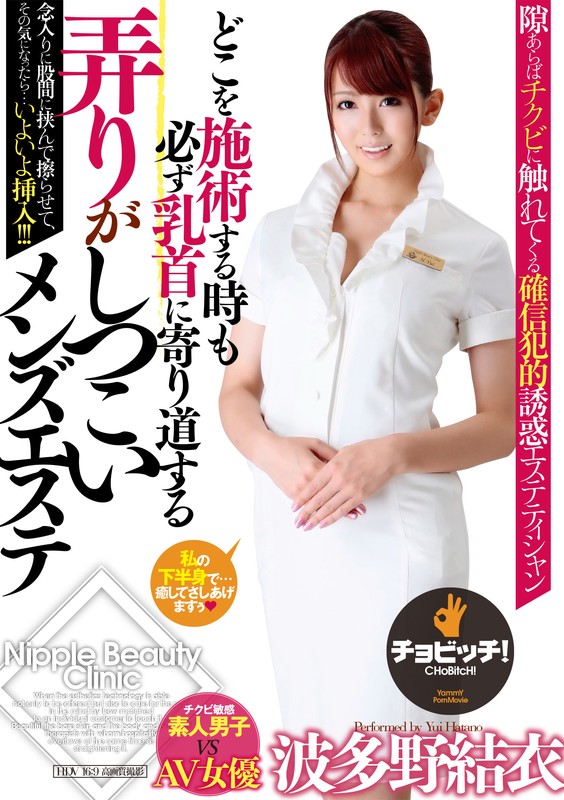 隙あらばチクビに触れてくる確信犯的誘惑エステティシャン
どこを施術する時も
必ず乳首に寄り道する
弄りがしつこい
メンズエステ
念入りに股間に挟んで擦らせて、
その気になったら…いよいよ挿入!!!
私の
下半身で…
癒してさしあげ
ますぅ♥
チョビッチ!
CHoBitCH!
YammY
PornMovie
Nipple Beauty
Clinic
チクビ敏感
素人男子
VS
AV女優
Performed by Yui Hatano
波多野結衣
HDV 16:9 高画質撮影